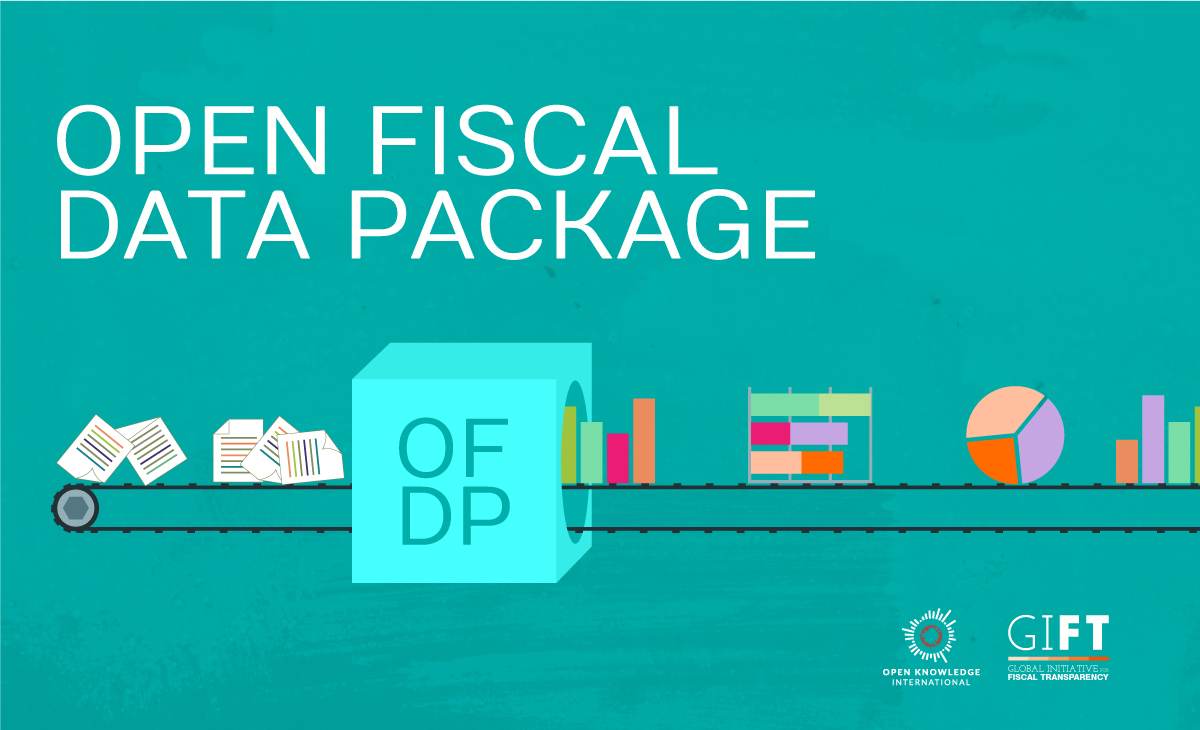 OPEN FISCAL
DATA PACKAGE
OF
DP
OPEN KNOWLEDGE
INTERNATIONAL
GIFT
GLOBAL INITIATIVE FOR
FISCAL TRANSPARENCY